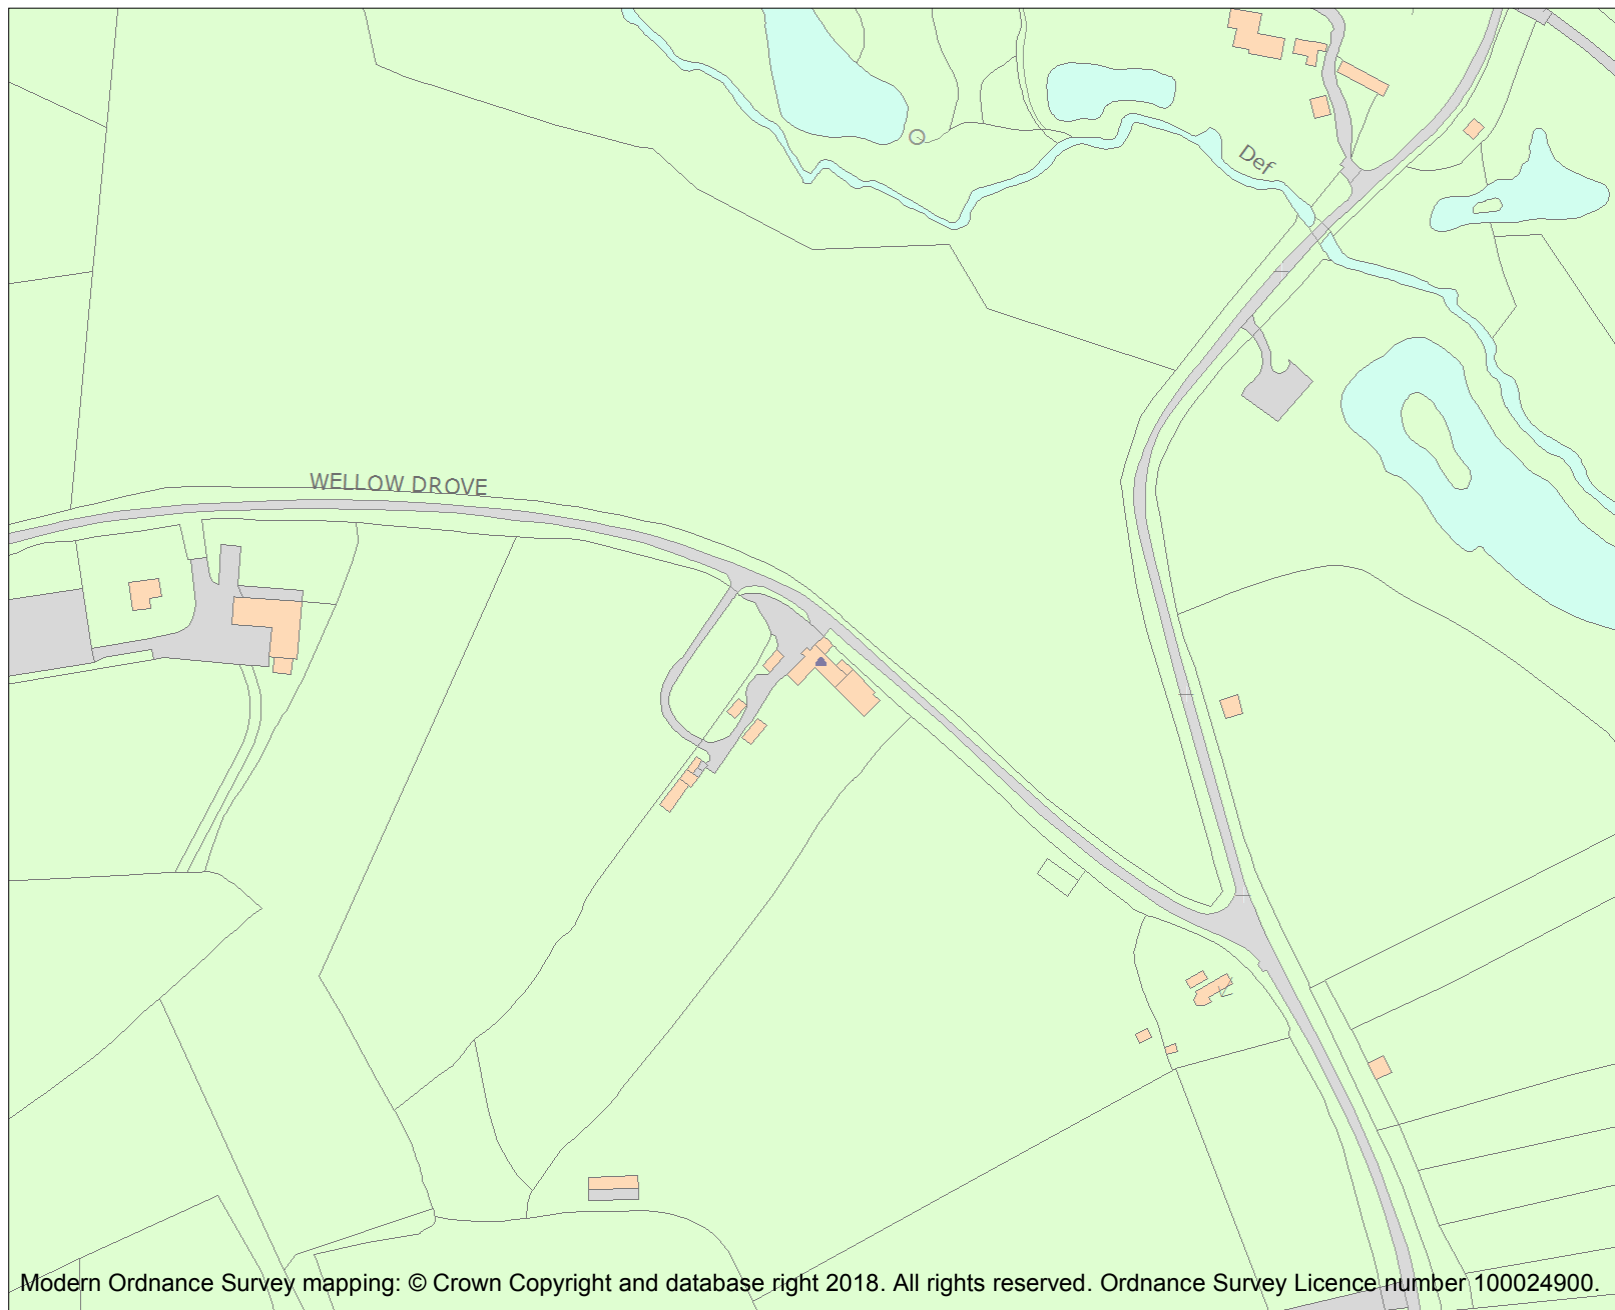 Def
WELLOW DROVE
Modern Ordnance Survey mapping: © Crown Copyright and database right 2018. All rights reserved. Ordnance Survey Licence number 100024900.